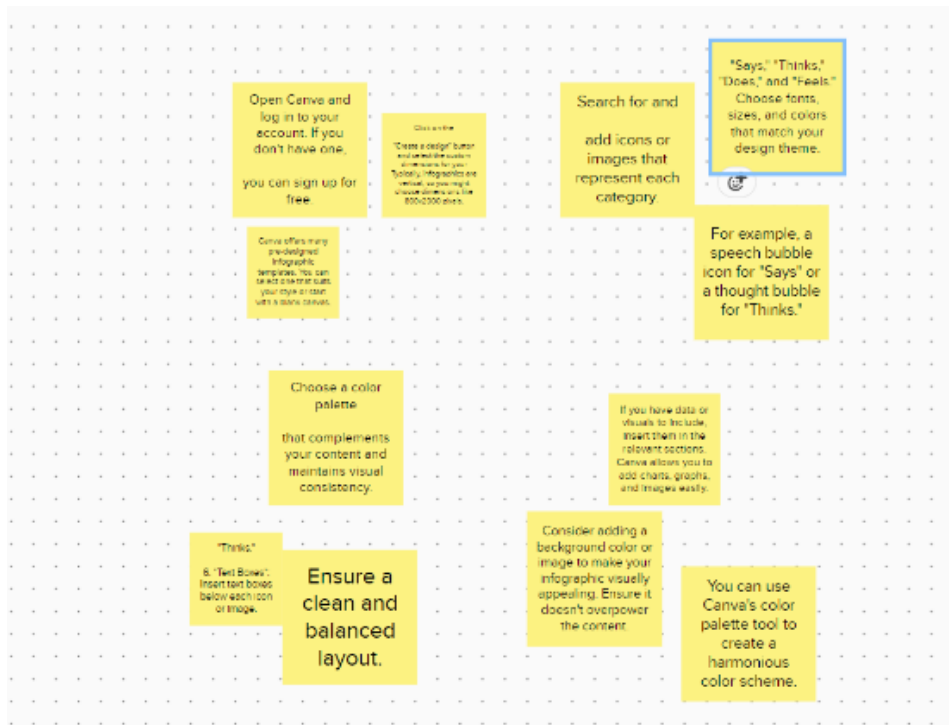 Open Canva and
log in to your
account. If you
don't have one,
you can sign up for
free.
Click on the
"Create a design" button
and select the custom
dimensions for your
Typically, infographics are
vertical, so you might
choose dimensions like
800x2000 pixels.
Canva offers many
pre-designed
infographic
templates. You can
select one that suits
your style or start
with a blank canvas.
Search for and
add icons or
images that
represent each
category.
"Says," "Thinks,"
"Does," and "Feels."
Choose fonts,
sizes, and colors
that match your
design theme.
For example, a
speech bubble
icon for "Says" or
a thought bubble
for "Thinks."
Choose a color
palette
that complements
your content and
maintains visual
consistency.
"Thinks."
6. "Text Boxes":
Insert text boxes
below each icon
or image.
Ensure a
clean and
balanced
layout.
If you have data or
visuals to include,
insert them in the
relevant sections.
Canva allows you to
add charts, graphs,
and images easily.
Consider adding a
background color or
image to make your
infographic visually
appealing. Ensure it
doesn't overpower
the content.
You can use
Canva's color
palette tool to
create a
harmonious
color scheme.